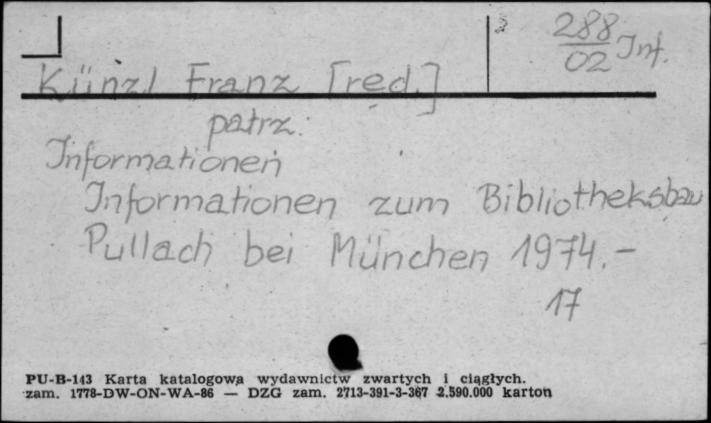 288
02 Inf.
Künzl Franz [red.]
patrz:
Informationen
Informationen zum Bibliotheksbau
Pullach bei München 1974.-
17
PU-B-143 Karta katalogowa wydawnictw zwartych i ciągłych.
zam. 1778-DW-ON-WA-86 — DZG zam. 2713-391-3-367 2.590.000 karton